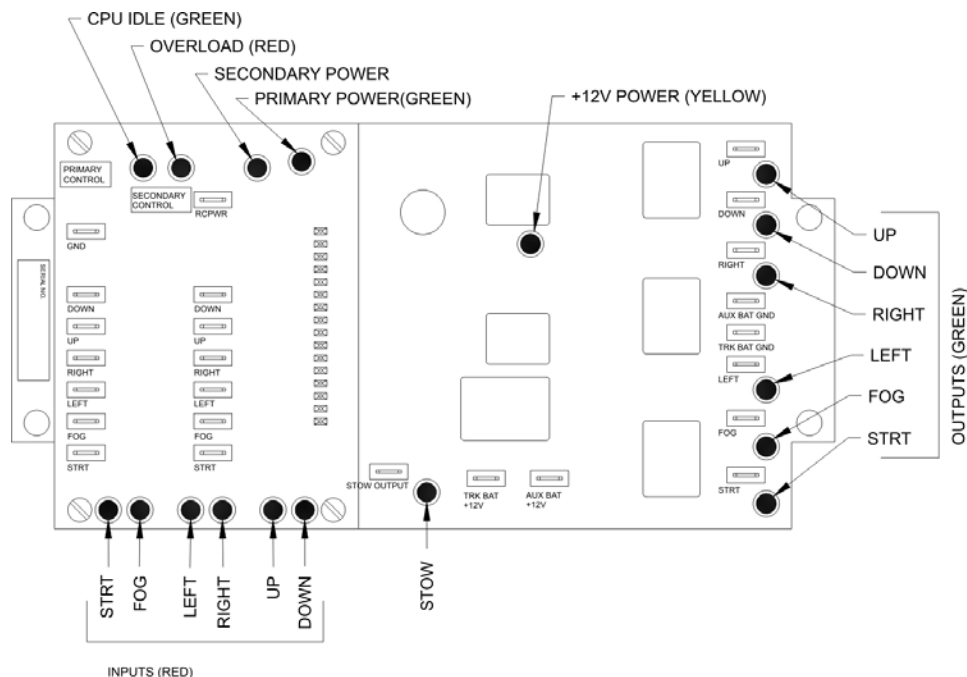 CPU IDLE (GREEN)
OVERLOAD (RED)
SECONDARY POWER
PRIMARY POWER(GREEN)
+12V POWER (YELLOW)
PRIMARY
CONTROL
SECONDARY
CONTROL
RCPWR
GND
SERIAL NO.
DOWN
UP
RIGHT
LEFT
FOG
STRT
DOWN
UP
RIGHT
LEFT
FOG
STRT
STOW OUTPUT
TRK BAT
+12V
AUX BAT
+12V
UP
DOWN
RIGHT
AUX BAT GND
TRK BAT GND
LEFT
FOG
STRT
UP
DOWN
RIGHT
LEFT
FOG
STRT
OUTPUTS (GREEN)
STRT
FOG
LEFT
RIGHT
UP
DOWN
STOW
INPUTS (RED)